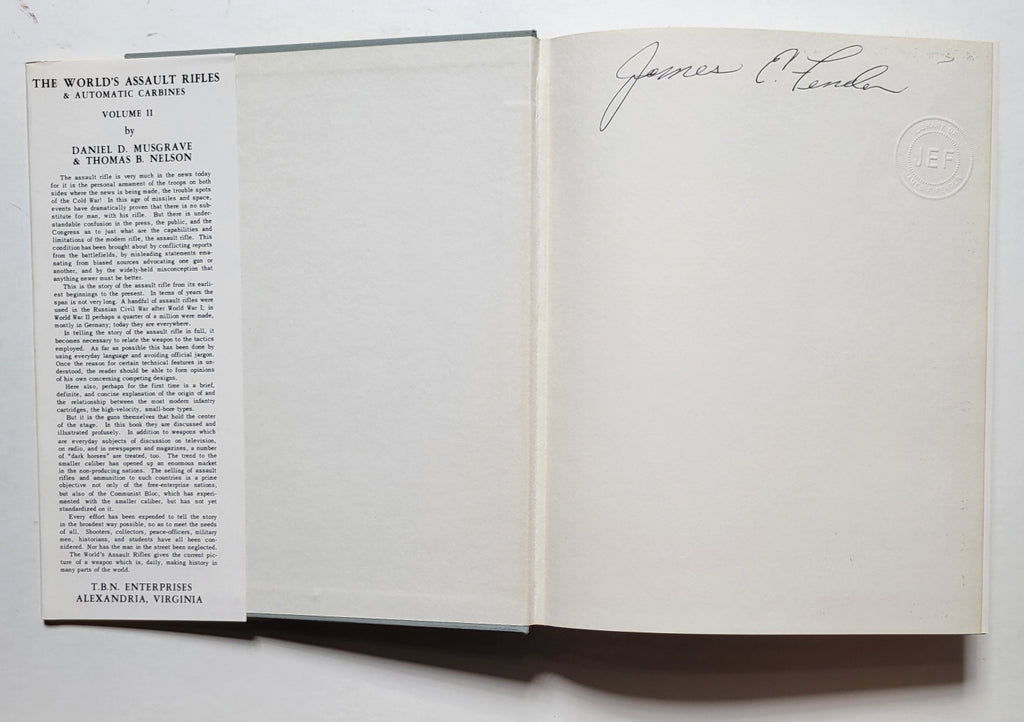 THE WORLD'S ASSAULT RIFLES
& AUTOMATIC CARBINES
VOLUME II
by
DANIEL D. MUSGRAVE
& THOMAS B. NELSON
The assault rifle is very much in the news today
for it is the personal armament of the troops on both
sides where the news is being made, the trouble spots
of the Cold War! In this age of missiles and space,
events have dramatically proven that there is no sub-
stitute for man, with his rifle. But there is under-
standable confusion in the press, the public, and the
Congress as to just what are the capabilities and
limitations of the modern rifle, the assault rifle. This
condition has been brought about by conflicting reports
from the battlefields, by misleading statements ema-
nating from biased sources advocating one gun or
another, and by the widely-held misconception that
anything newer must be better.
This is the story of the assault rifle from its earli-
est beginnings to the present. In terms of years the
span is not very long. A handful of assault rifles were
used in the Russian Civil War after World War I; in
World War II perhaps a quarter of a million were made,
mostly in Germany; today they are everywhere.
In telling the story of the assault rifle in full, it
becomes necessary to relate the weapon to the tactics
employed. As far as possible this has been done by
using everyday language and avoiding official jargon.
Once the reason for certain technical features is un-
derstood, the reader should be able to form opinions
of his own concerning competing designs.
Here also, perhaps for the first time is a brief,
definite, and concise explanation of the origin of and
the relationship between the most modern infantry
cartridges, the high-velocity, small-bore types.
But it is the guns themselves that hold the center
of the stage. In this book they are discussed and
illustrated profusely. In addition to weapons which
are everyday subjects of discussion on television,
on radio, and in newspapers and magazines, a number
of "dark horses" are treated, too. The trend to the
smaller caliber has opened up an enormous market
in the non-producing nations. The selling of assault
rifles and ammunition to such countries is a prime
objective not only of the free-enterprise nations,
but also of the Communist Bloc, which has experi-
mented with the smaller caliber, but has not yet
standardized on it.
Every effort has been expended to tell the story
in the broadest way possible, so as to meet the needs
of all. Shooters, collectors, peace-officers, military
men, historians, and students have all been con-
sidered. Nor has the man in the street been neglected.
The World's Assault Rifles gives the current pic-
ture of a weapon which is, daily, making history in
many parts of the world.
T.B.N. ENTERPRISES
ALEXANDRIA, VIRGINIA
James E. Fender
LIBRARY OF
JEF